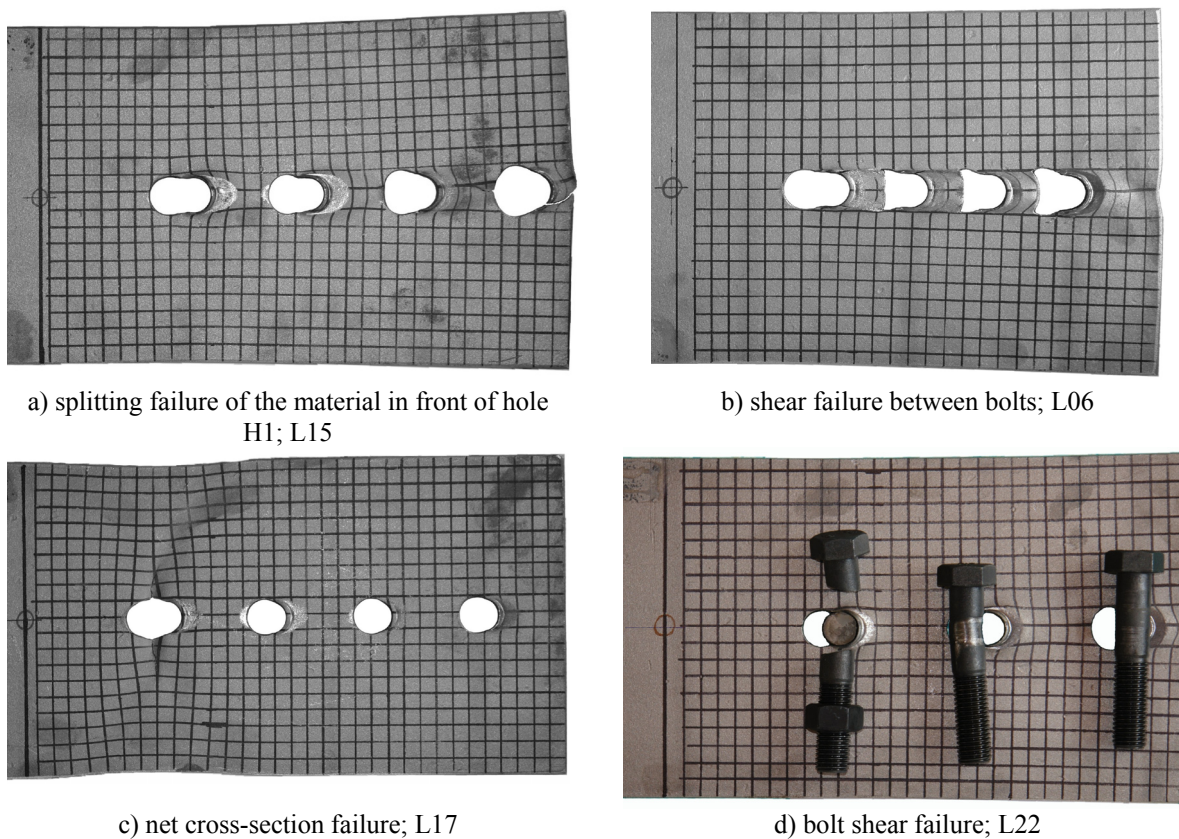 a) splitting failure of the material in front of hole
H1; L15
b) shear failure between bolts; L06
c) net cross-section failure; L17
d) bolt shear failure; L22